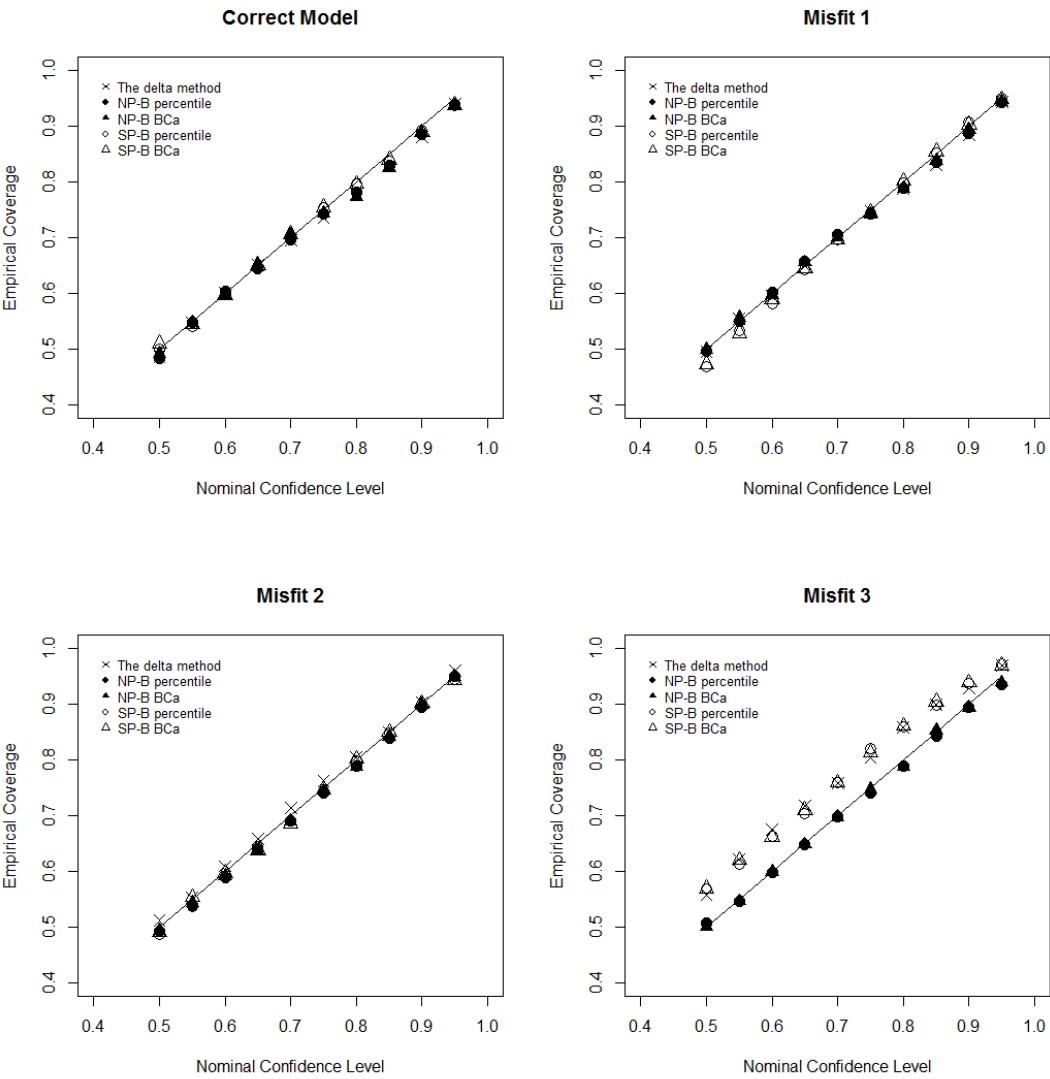 Correct Model
The delta method
NP-B percentile
NP-B BCa
SP-B percentile
SP-B BCa
Empirical Coverage
1.0
0.9
0.8
0.7
0.6
0.5
0.4
0.4 0.5 0.6 0.7 0.8 0.9 1.0
Nominal Confidence Level
Misfit 1
The delta method
NP-B percentile
NP-B BCa
SP-B percentile
SP-B BCa
Empirical Coverage
1.0
0.9
0.8
0.7
0.6
0.5
0.4
0.4 0.5 0.6 0.7 0.8 0.9 1.0
Nominal Confidence Level
Misfit 2
The delta method
NP-B percentile
NP-B BCa
SP-B percentile
SP-B BCa
Empirical Coverage
1.0
0.9
0.8
0.7
0.6
0.5
0.4
0.4 0.5 0.6 0.7 0.8 0.9 1.0
Nominal Confidence Level
Misfit 3
The delta method
NP-B percentile
NP-B BCa
SP-B percentile
SP-B BCa
Empirical Coverage
1.0
0.9
0.8
0.7
0.6
0.5
0.4
0.4 0.5 0.6 0.7 0.8 0.9 1.0
Nominal Confidence Level